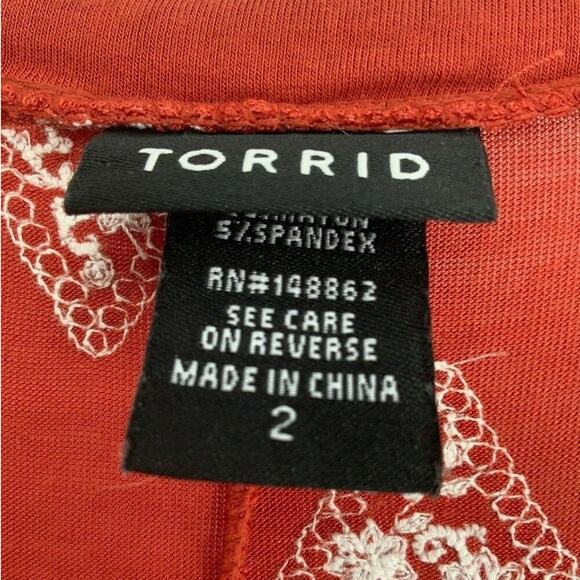 TORRID
5%SPANDEX
RN#148862
SEE CARE
ON REVERSE
MADE IN CHINA
2